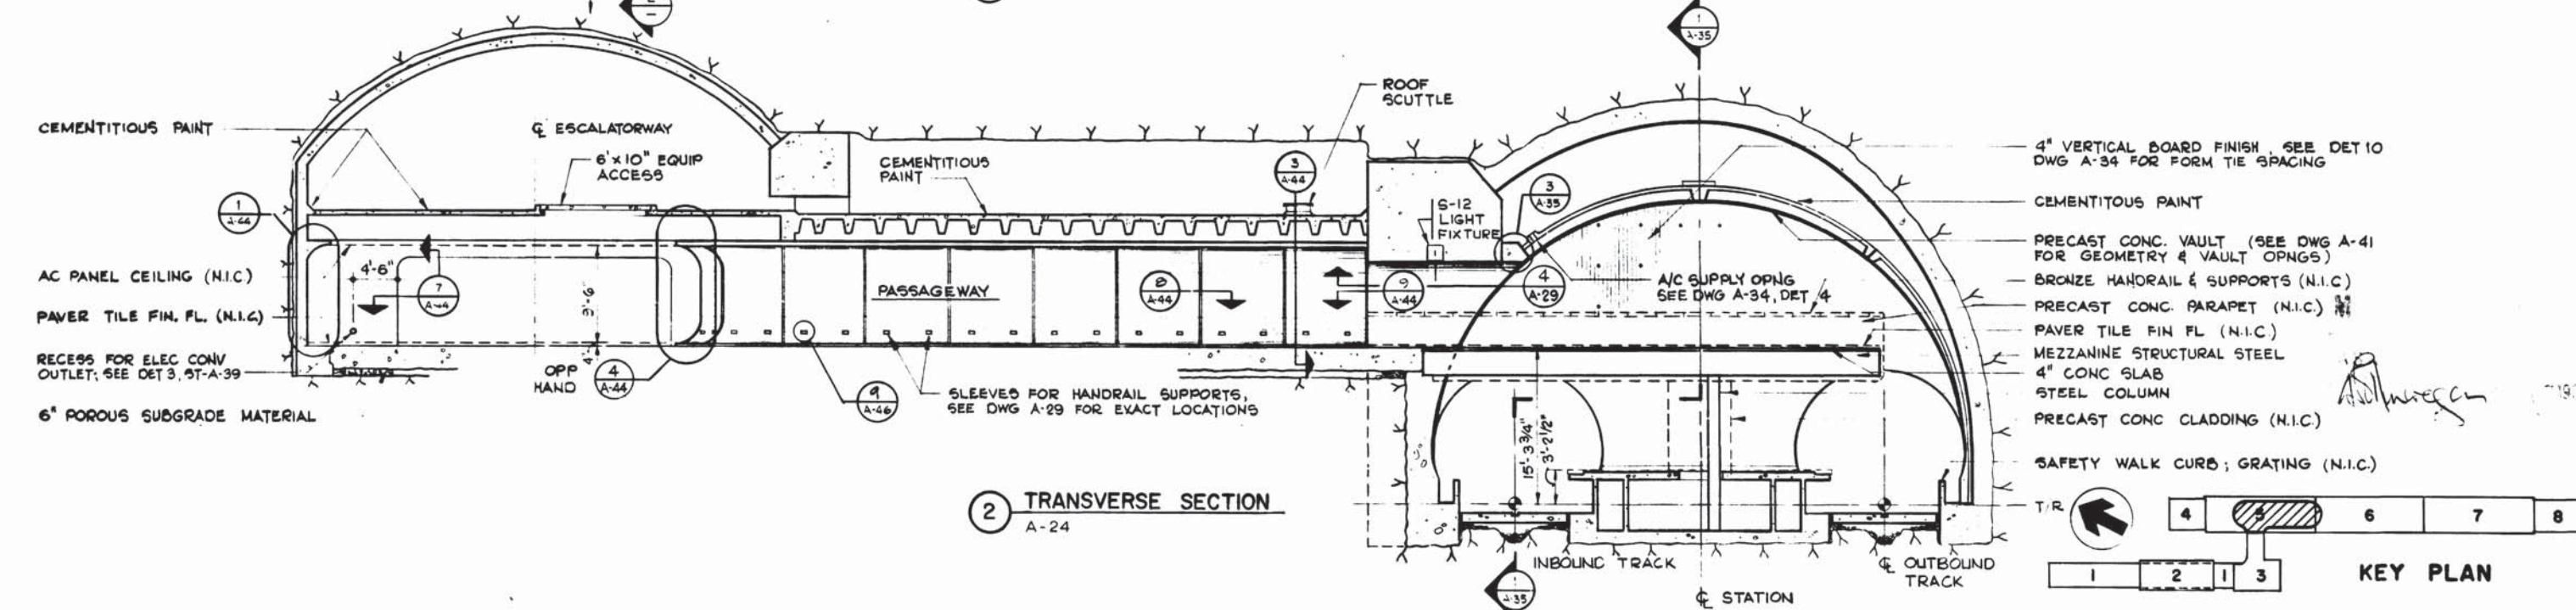 1
A-35
ROOF
SCUTTLE
CEMENTITIOUS PAINT
℄ ESCALATORWAY
6'x10" EQUIP
ACCESS
CEMENTITIOUS
PAINT
3
A-44
S-12
LIGHT
FIXTURE
3
A-35
4" VERTICAL BOARD FINISH, SEE DET 10
DWG A-34 FOR FORM TIE SPACING
CEMENTITOUS PAINT
PRECAST CONC. VAULT (SEE DWG A-41
FOR GEOMETRY & VAULT OPNGS)
BRONZE HANDRAIL & SUPPORTS (N.I.C)
PRECAST CONC. PARAPET (N.I.C.)
PAVER TILE FIN FL (N.I.C.)
MEZZANINE STRUCTURAL STEEL
4" CONC SLAB
STEEL COLUMN
PRECAST CONC CLADDING (N.I.C.)
SAFETY WALK CURB; GRATING (N.I.C.)
T/R
1
A-44
AC PANEL CEILING (N.I.C)
PAVER TILE FIN. FL. (N.I.C)
RECESS FOR ELEC CONV
OUTLET; SEE DET 3, ST-A-39
6" POROUS SUBGRADE MATERIAL
4'-6"
7
A-44
9'-6
4"
OPP
HAND
4
A-44
PASSAGEWAY
8
A-44
9
A-44
4
A-29
A/C SUPPLY OPNG
SEE DWG A-34, DET 4
9
A-46
SLEEVES FOR HANDRAIL SUPPORTS,
SEE DWG A-29 FOR EXACT LOCATIONS
15'-3 3/4"
3'-2 1/2"
2
TRANSVERSE SECTION
A-24
INBOUND TRACK
℄ OUTBOUND
TRACK
1
A-35
℄ STATION
4
5
6
7
8
1
2
1
3
KEY PLAN